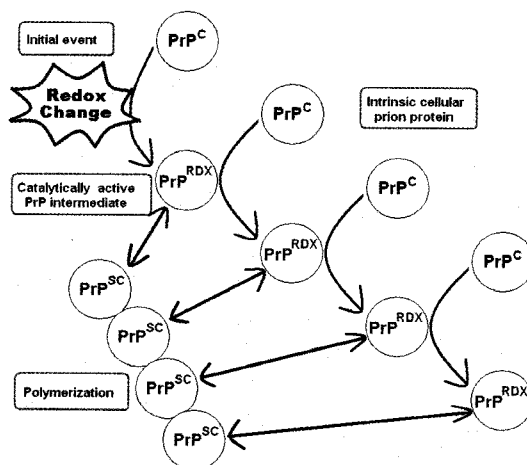 Initial event
PrP^C
Redox
Change
PrP^C
Intrinsic cellular
prion protein
PrP^RDX
Catalytically active
PrP intermediate
PrP^C
PrP^RDX
PrP^C
PrP^SC
PrP^SC
PrP^RDX
Polymerization
PrP^SC
PrP^RDX
PrP^SC